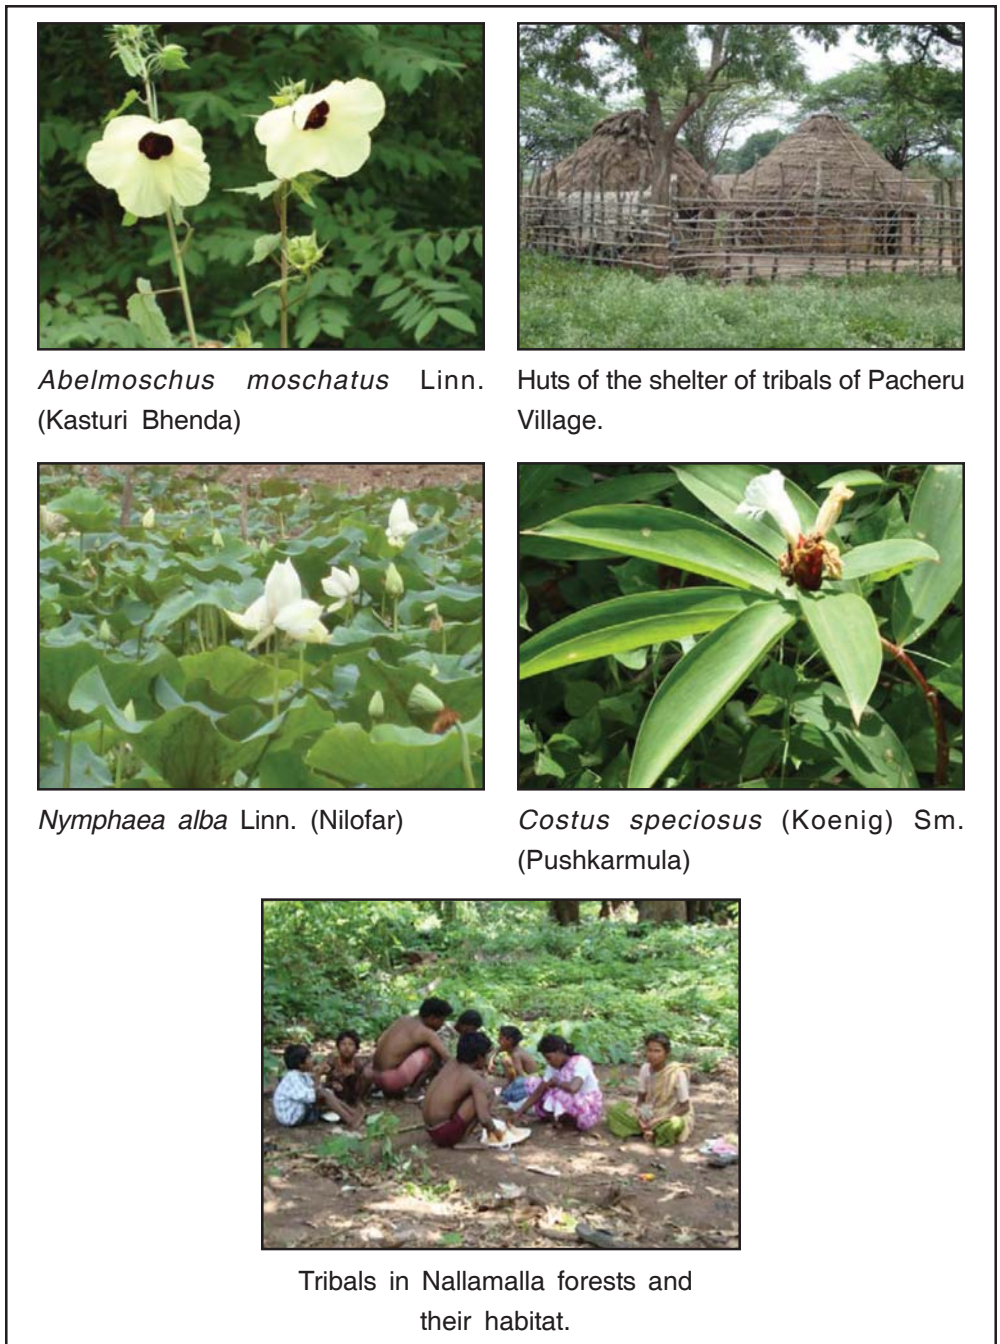 Abelmoschus moschatus Linn.
(Kasturi Bhenda)
Huts of the shelter of tribals of Pacheru
Village.
Nymphaea alba Linn. (Nilofar)
Costus speciosus (Koenig) Sm.
(Pushkarmula)
Tribals in Nallamalla forests and
their habitat.